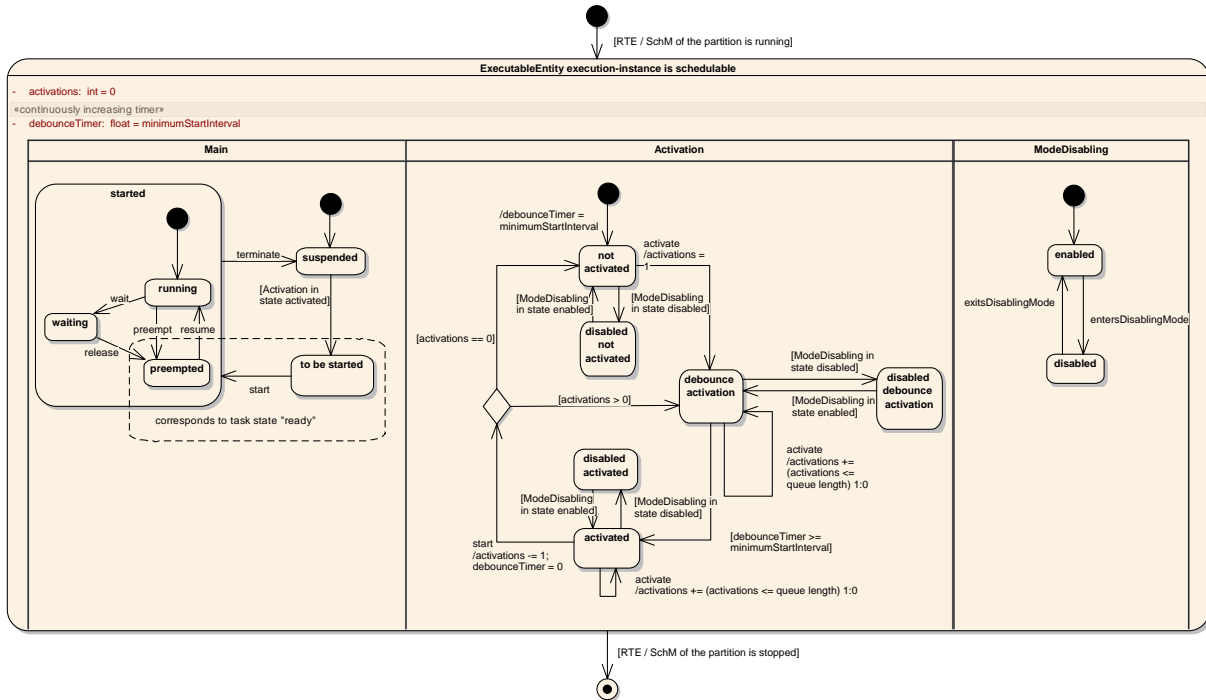 [RTE / SchM of the partition is running]
ExecutableEntity execution-instance is schedulable
- activations: int = 0
«continuously increasing timer»
- debounceTimer: float = minimumStartInterval
Main
Activation
ModeDisabling
started
running
waiting
preempted
wait
preempt
resume
release
terminate
suspended
[Activation in
state activated]
to be started
start
corresponds to task state "ready"
/debounceTimer =
minimumStartInterval
not
activated
activate
/activations =
1
[ModeDisabling
in state enabled]
[ModeDisabling
in state disabled]
disabled
not
activated
[activations == 0]
[activations > 0]
debounce
activation
[ModeDisabling in
state disabled]
[ModeDisabling in
state enabled]
disabled
debounce
activation
activate
/activations +=
(activations <=
queue length) 1:0
disabled
activated
[ModeDisabling
in state enabled]
[ModeDisabling in
state disabled]
activated
start
/activations -= 1;
debounceTimer = 0
[debounceTimer >=
minimumStartInterval]
activate
/activations += (activations <= queue length) 1:0
enabled
exitsDisablingMode
entersDisablingMode
disabled
[RTE / SchM of the partition is stopped]